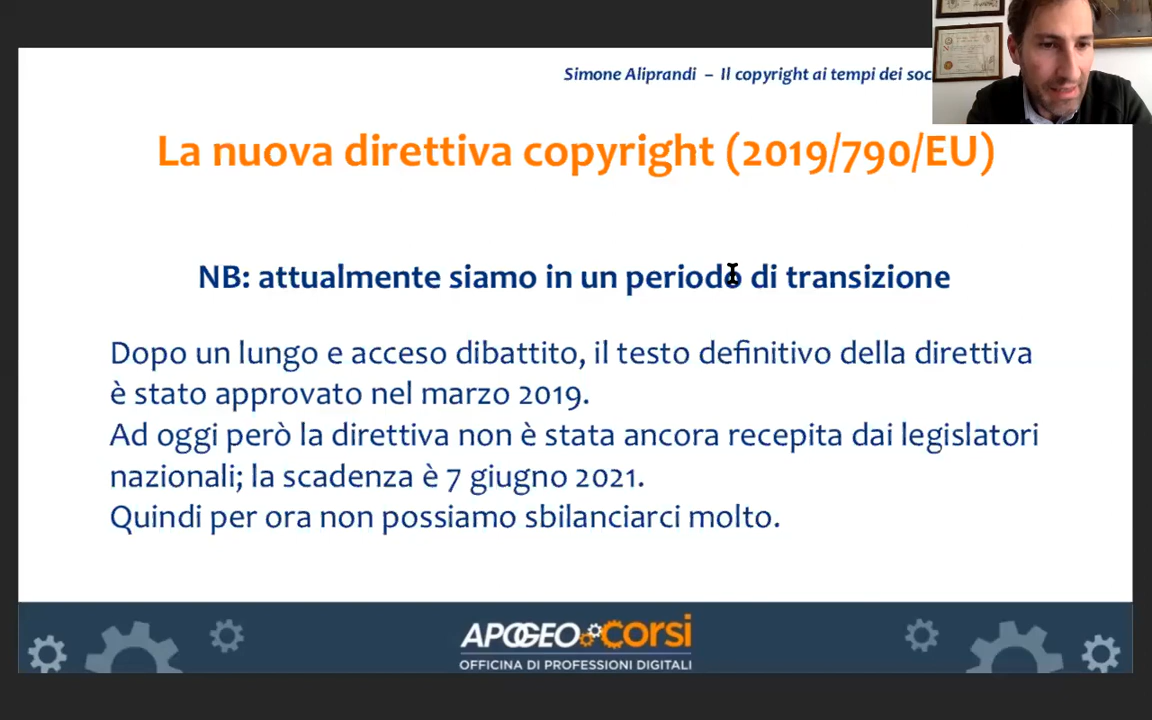 Simone Aliprandi – Il copyright ai tempi dei
La nuova direttiva copyright (2019/790/EU)
NB: attualmente siamo in un periodo di transizione
Dopo un lungo e acceso dibattito, il testo definitivo della direttiva
è stato approvato nel marzo 2019.
Ad oggi però la direttiva non è stata ancora recepita dai legislatori
nazionali; la scadenza è 7 giugno 2021.
Quindi per ora non possiamo sbilanciarci molto.
APOGEO CORSI
OFFICINA DI PROFESSIONI DIGITALI